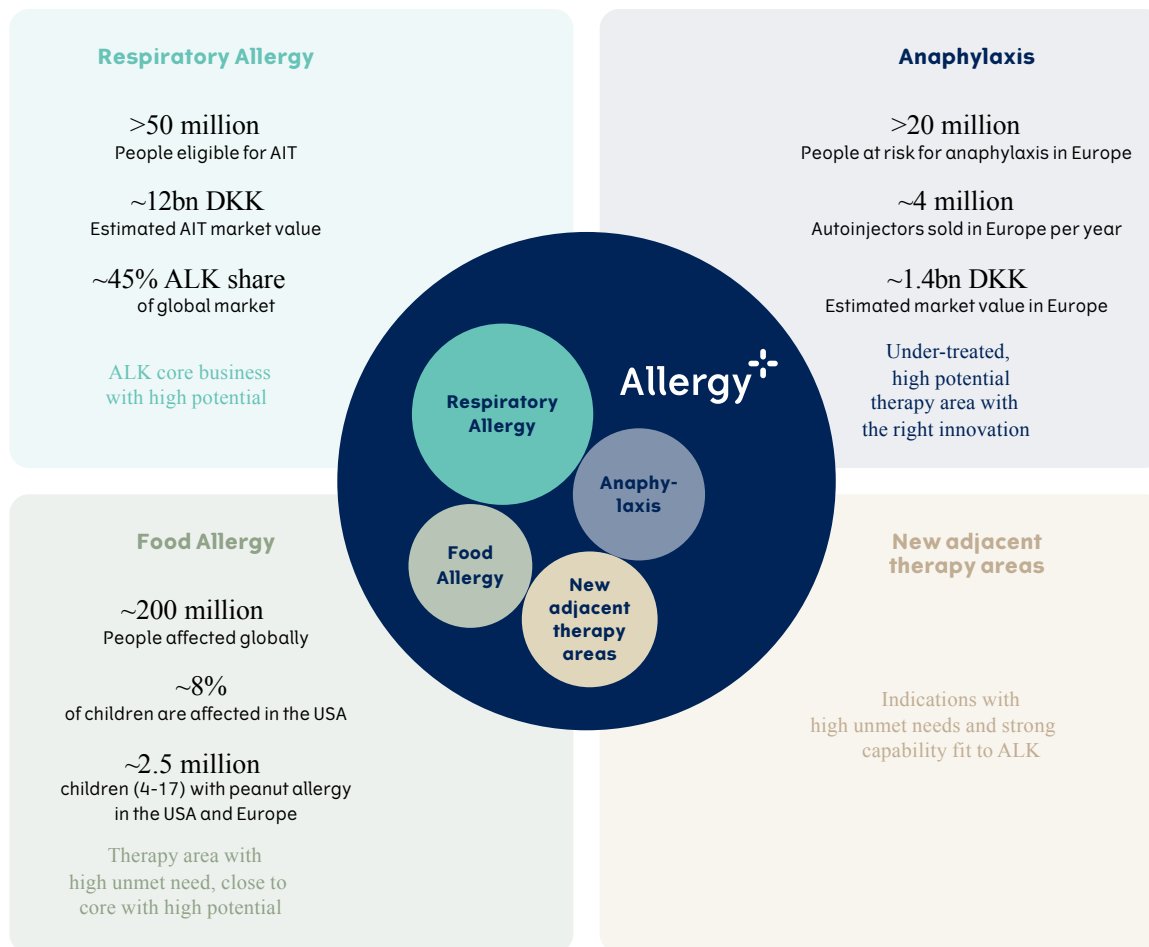 Respiratory Allergy
>50 million
People eligible for AIT
~12bn DKK
Estimated AIT market value
~45% ALK share
of global market
ALK core business
with high potential
Anaphylaxis
>20 million
People at risk for anaphylaxis in Europe
~4 million
Autoinjectors sold in Europe per year
~1.4bn DKK
Estimated market value in Europe
Under-treated,
high potential
therapy area with
the right innovation
Allergy
Respiratory
Allergy
Anaphy-
laxis
Food
Allergy
New
adjacent
therapy
areas
Food Allergy
~200 million
People affected globally
~8%
of children are affected in the USA
~2.5 million
children (4-17) with peanut allergy
in the USA and Europe
Therapy area with
high unmet need, close to
core with high potential
New adjacent
therapy areas
Indications with
high unmet needs and strong
capability fit to ALK